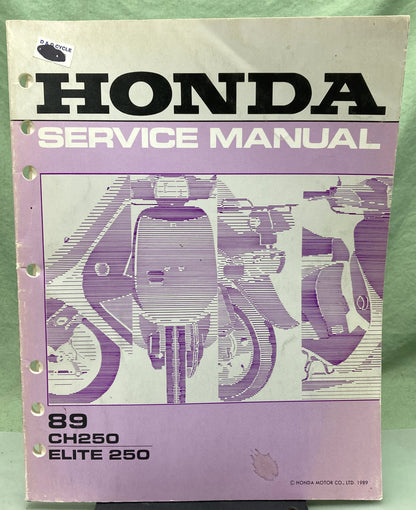 D & D CYCLE
HONDA
SERVICE MANUAL
89
CH250
ELITE 250
© HONDA MOTOR CO., LTD. 1989